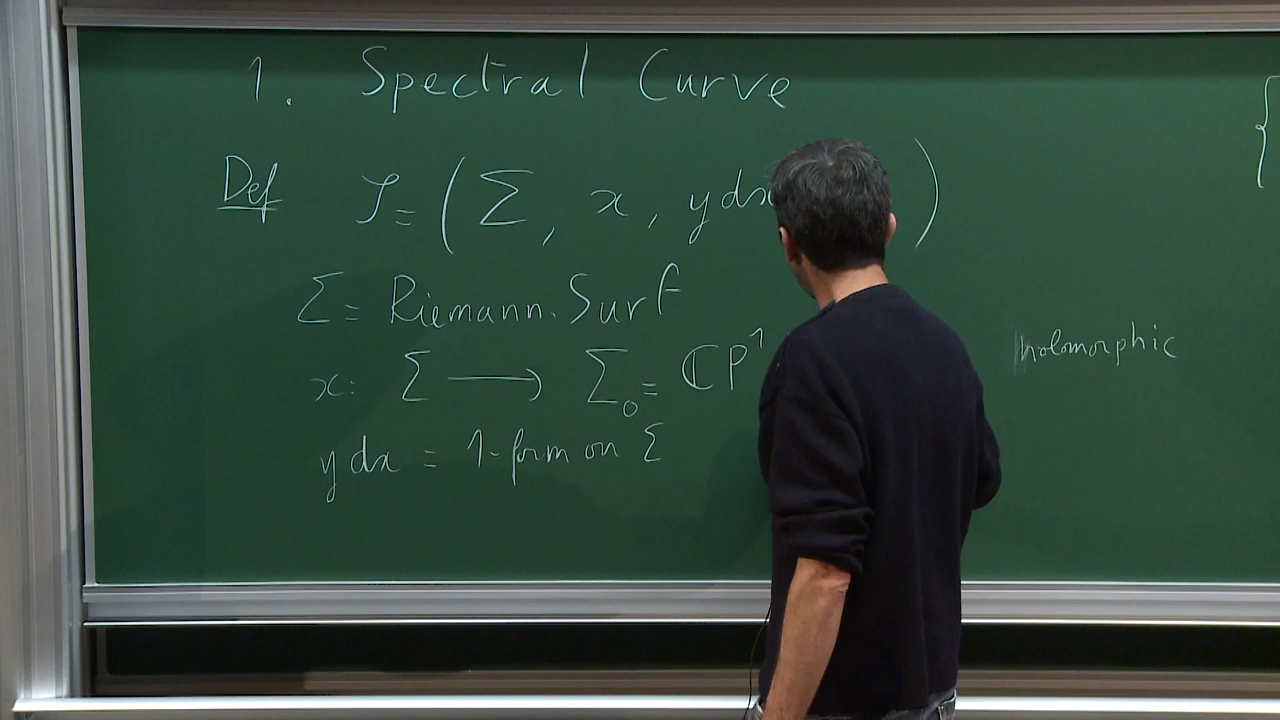 1. Spectral Curve
Def 𝒮 = ( Σ , x , ydx )
Σ = Riemann. Surf
x: Σ ⟶ Σ₀ = ℂP¹ holomorphic
ydx = 1-form on Σ
{